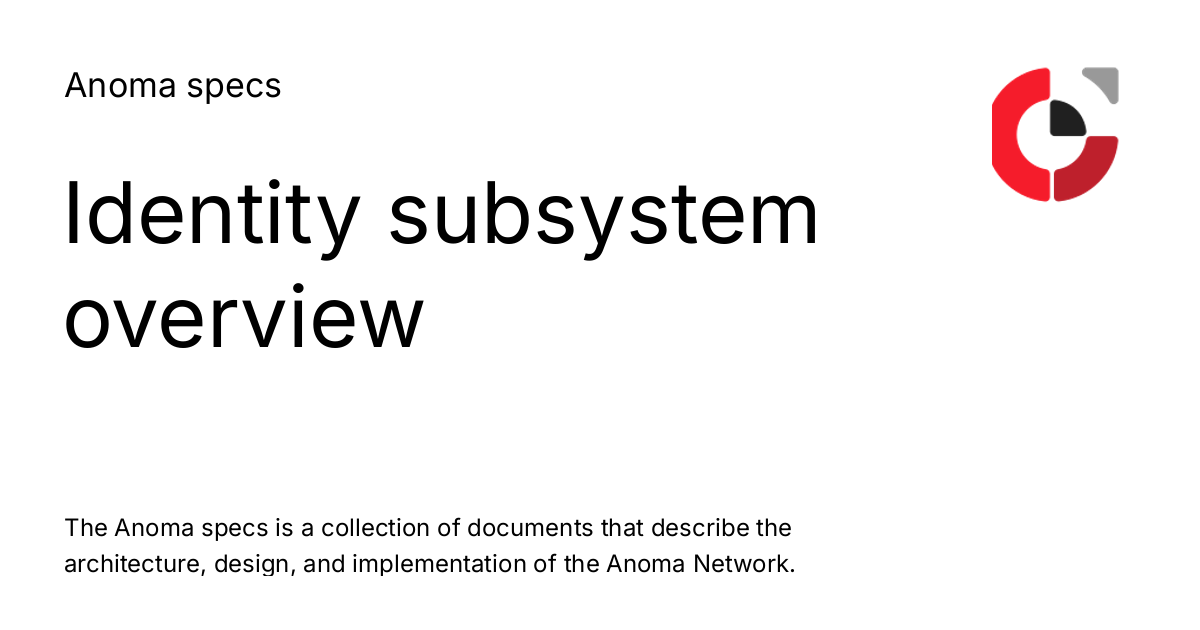 Anoma specs
Identity subsystem
overview
The Anoma specs is a collection of documents that describe the
architecture, design, and implementation of the Anoma Network.